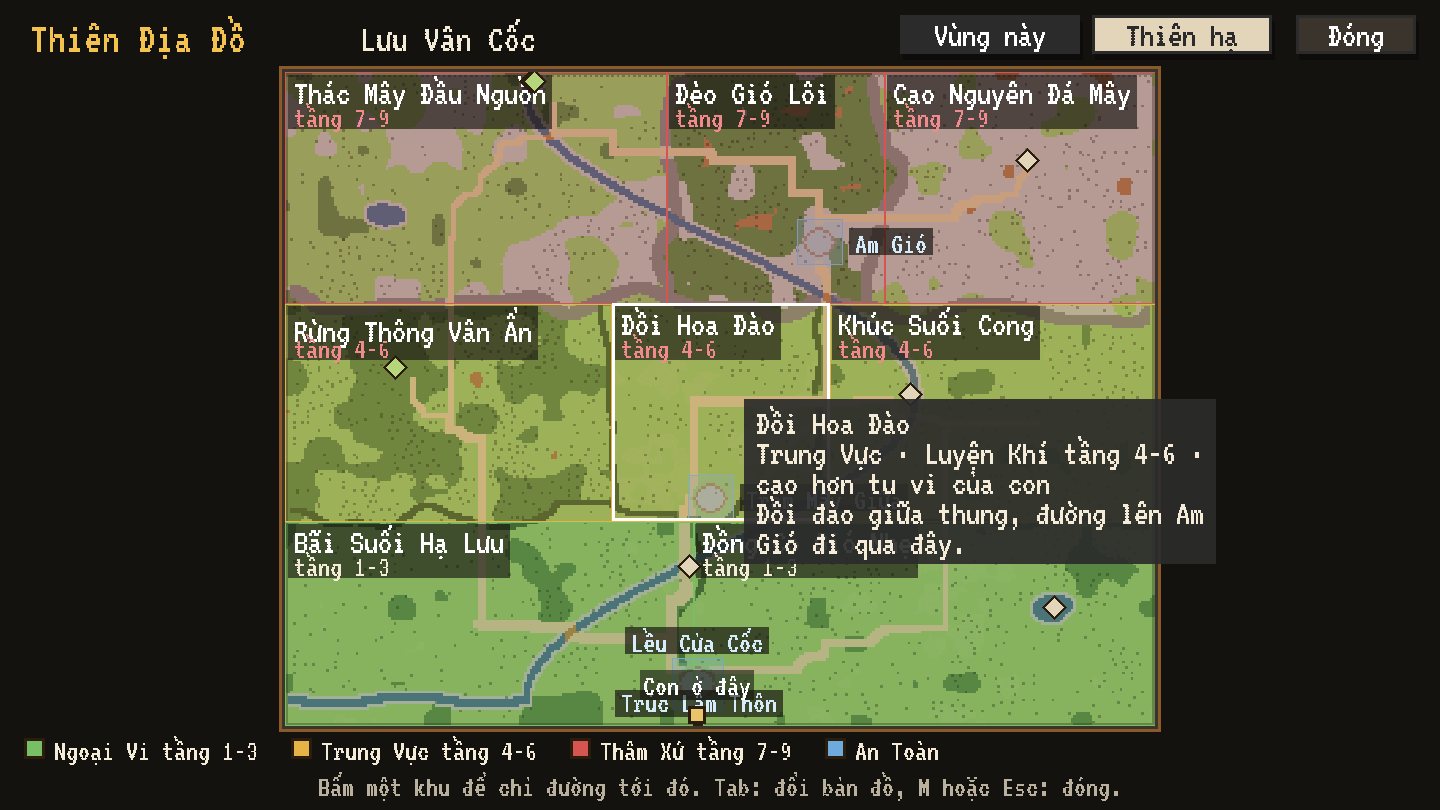 Thiên Địa Đồ
Lưu Vân Cốc
Vùng này
Thiên hạ
Đóng
Thác Mây Đầu Nguồn
tầng 7-9
Đèo Gió Lôi
tầng 7-9
Cao Nguyên Đá Mây
tầng 7-9
Am Gió
Rừng Thông Vân Ẩn
tầng 4-6
Đồi Hoa Đào
tầng 4-6
Khúc Suối Cong
tầng 4-6
Đồi Hoa Đào
Trung Vực · Luyện Khí tầng 4-6 ·
cao hơn tu vi của con
Đồi đào giữa thung, đường lên Am
Gió đi qua đây.
Bãi Suối Hạ Lưu
tầng 1-3
Đồng
tầng 1-3
Lều Cửa Cốc
Con ở đây
Trúc Lâm Thôn
Ngoại Vi tầng 1-3
Trung Vực tầng 4-6
Thâm Xứ tầng 7-9
An Toàn
Bấm một khu để chỉ đường tới đó. Tab: đổi bản đồ, M hoặc Esc: đóng.